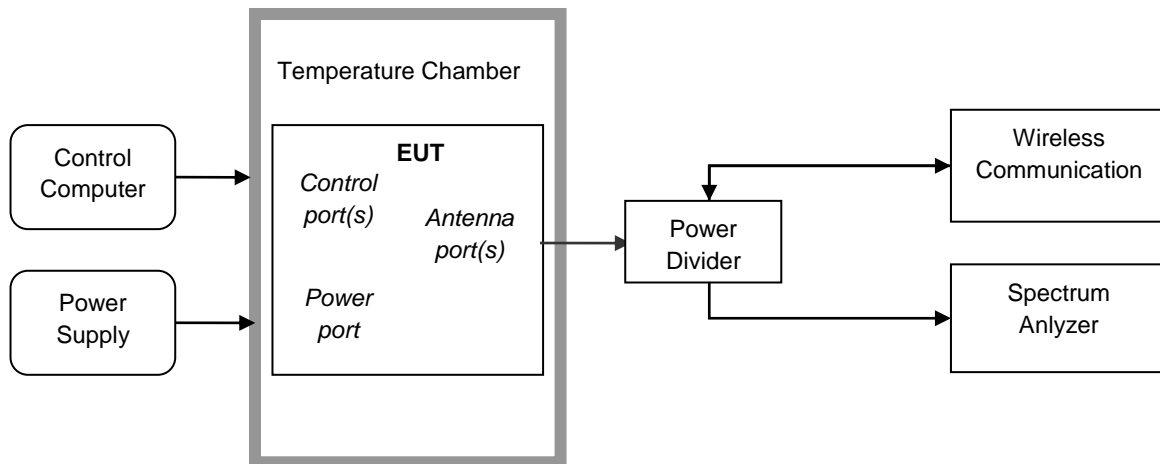 Temperature Chamber
Control
Computer
Power
Supply
EUT
Control
port(s)
Antenna
port(s)
Power
port
Power
Divider
Wireless
Communication
Spectrum
Anlyzer